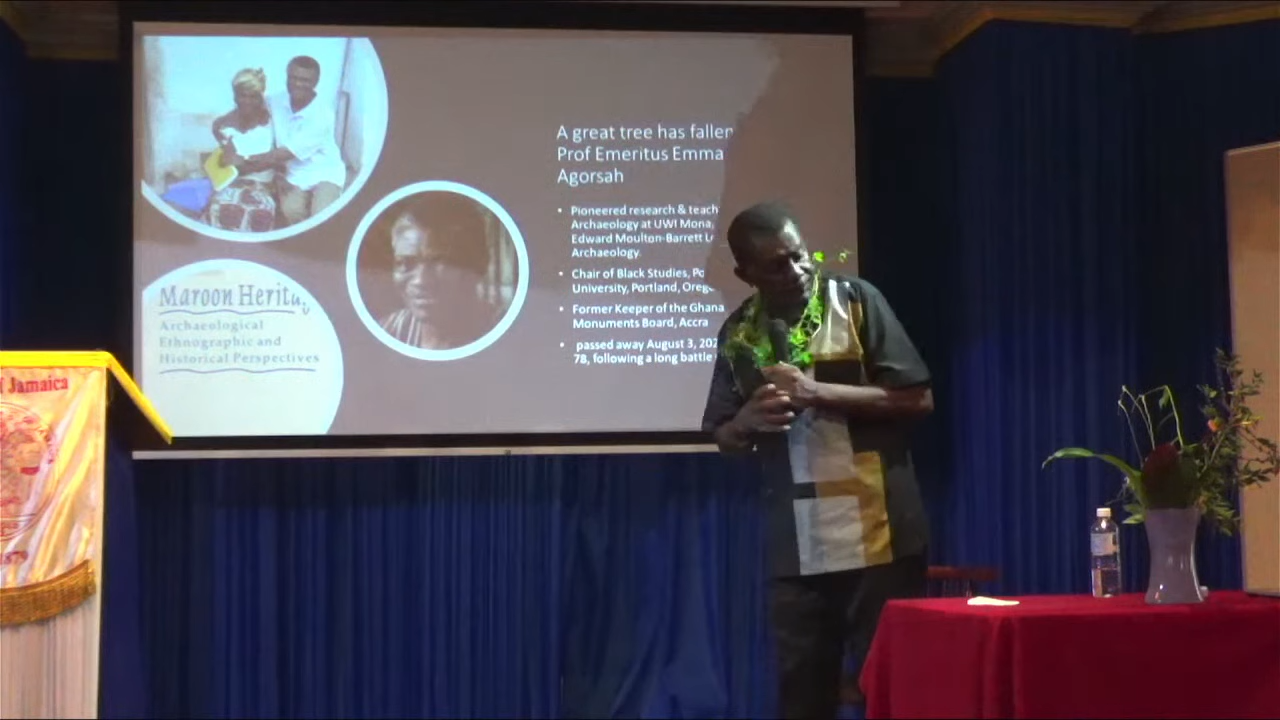 A great tree has fallen
Prof Emeritus Emma
Agorsah
• Pioneered research & teach
Archaeology at UWI Mona,
Edward Moulton-Barrett Le
Archaeology.
• Chair of Black Studies, Po
University, Portland, Orego
• Former Keeper of the Ghana
Monuments Board, Accra
• passed away August 3, 202
78, following a long battle
Maroon Herita
Archaeological
Ethnographic and
Historical Perspectives
f Jamaica